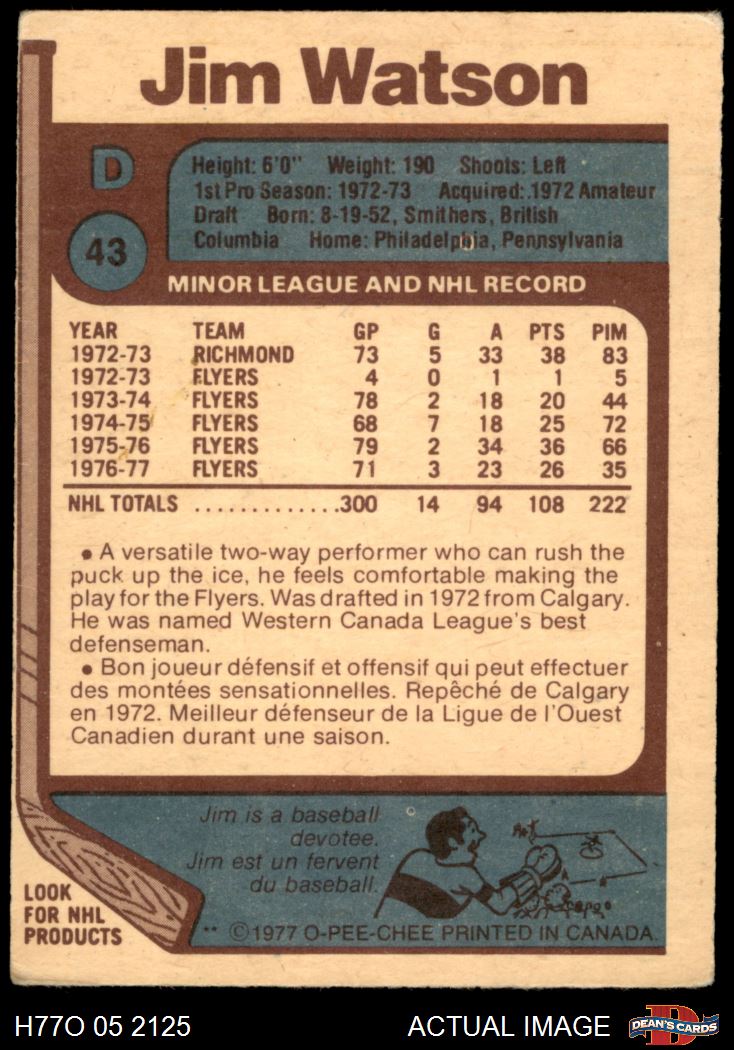 Jim Watson
D
43
Height: 6'0" Weight: 190 Shoots: Left
1st Pro Season: 1972-73 Acquired: 1972 Amateur
Draft Born: 8-19-52, Smithers, British
Columbia Home: Philadelphia, Pennsylvania
MINOR LEAGUE AND NHL RECORD
YEAR TEAM GP G A PTS PIM
1972-73 RICHMOND 73 5 33 38 83
1972-73 FLYERS 4 0 1 1 5
1973-74 FLYERS 78 2 18 20 44
1974-75 FLYERS 68 7 18 25 72
1975-76 FLYERS 79 2 34 36 66
1976-77 FLYERS 71 3 23 26 35
NHL TOTALS .............300 14 94 108 222
• A versatile two-way performer who can rush the
puck up the ice, he feels comfortable making the
play for the Flyers. Was drafted in 1972 from Calgary.
He was named Western Canada League's best
defenseman.
• Bon joueur défensif et offensif qui peut effectuer
des montées sensationnelles. Repêché de Calgary
en 1972. Meilleur défenseur de la Ligue de l'Ouest
Canadien durant une saison.
Jim is a baseball
devotee.
Jim est un fervent
du baseball.
LOOK
FOR NHL
PRODUCTS
** ©1977 O-PEE-CHEE PRINTED IN CANADA.
H77O 05 2125 ACTUAL IMAGE
DEAN'S CARDS